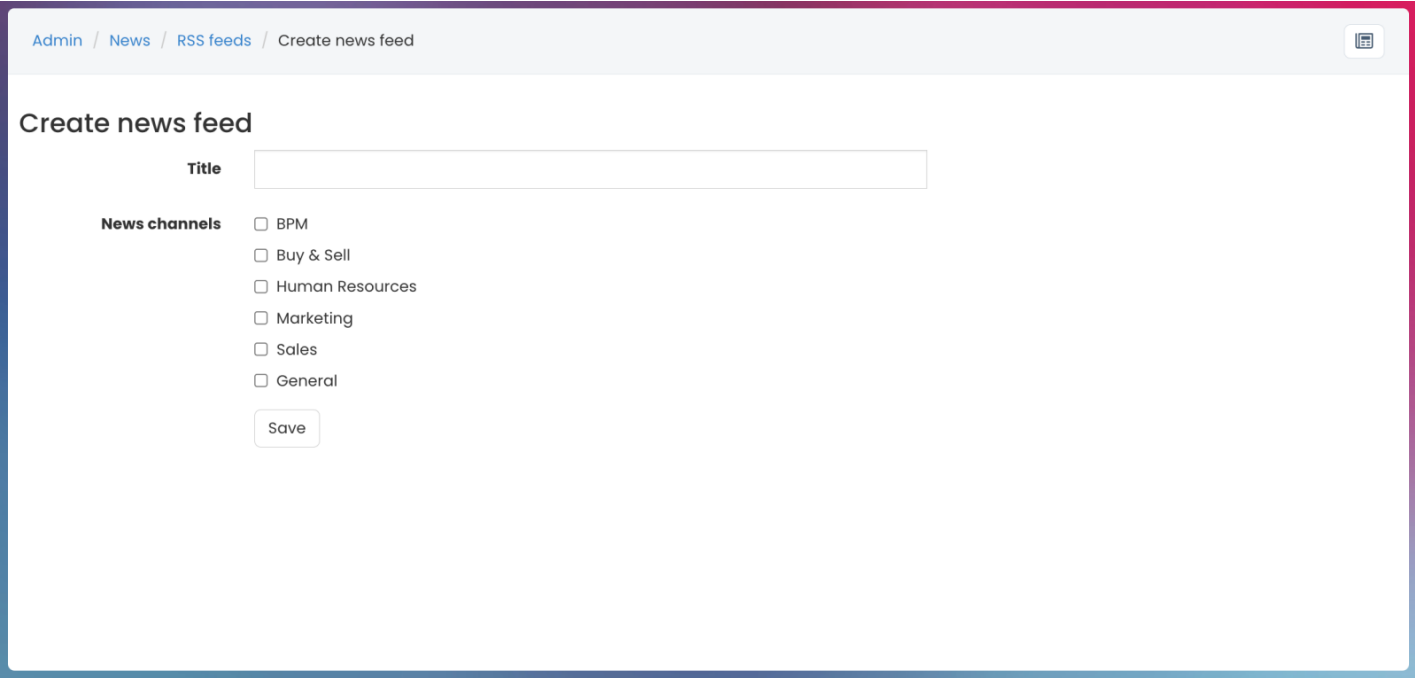 Admin / News / RSS feeds / Create news feed
Create news feed
Title
News channels
BPM
Buy & Sell
Human Resources
Marketing
Sales
General
Save